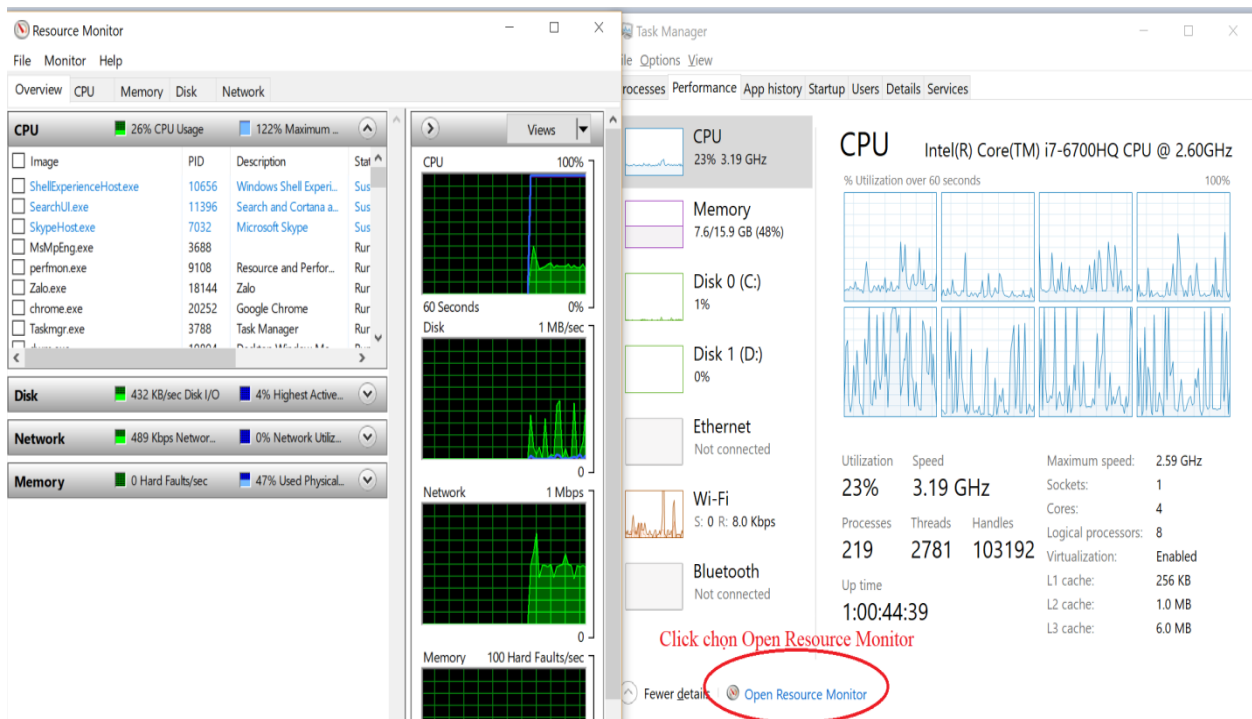 Resource Monitor
File Monitor Help
Overview CPU Memory Disk Network
CPU 26% CPU Usage 122% Maximum ...
Image PID Description Stat
ShellExperienceHost.exe 10656 Windows Shell Experi... Sus
SearchUI.exe 11396 Search and Cortana a... Sus
SkypeHost.exe 7032 Microsoft Skype Sus
MsMpEng.exe 3688 Rur
perfmon.exe 9108 Resource and Perfor... Rur
Zalo.exe 18144 Zalo Rur
chrome.exe 20252 Google Chrome Rur
Taskmgr.exe 3788 Task Manager Rur
Disk 432 KB/sec Disk I/O 4% Highest Active...
Network 489 Kbps Networ... 0% Network Utiliz...
Memory 0 Hard Faults/sec 47% Used Physical...
Views
CPU 100%
60 Seconds 0%
Disk 1 MB/sec
0
Network 1 Mbps
0
Memory 100 Hard Faults/sec
Task Manager
ile Options View
rocesses Performance App history Startup Users Details Services
CPU
23% 3.19 GHz
Memory
7.6/15.9 GB (48%)
Disk 0 (C:)
1%
Disk 1 (D:)
0%
Ethernet
Not connected
Wi-Fi
S: 0 R: 8.0 Kbps
Bluetooth
Not connected
CPU Intel(R) Core(TM) i7-6700HQ CPU @ 2.60GHz
% Utilization over 60 seconds 100%
Utilization Speed
23% 3.19 GHz
Processes Threads Handles
219 2781 103192
Up time
1:00:44:39
Maximum speed: 2.59 GHz
Sockets: 1
Cores: 4
Logical processors: 8
Virtualization: Enabled
L1 cache: 256 KB
L2 cache: 1.0 MB
L3 cache: 6.0 MB
Click chọn Open Resource Monitor
Fewer details Open Resource Monitor